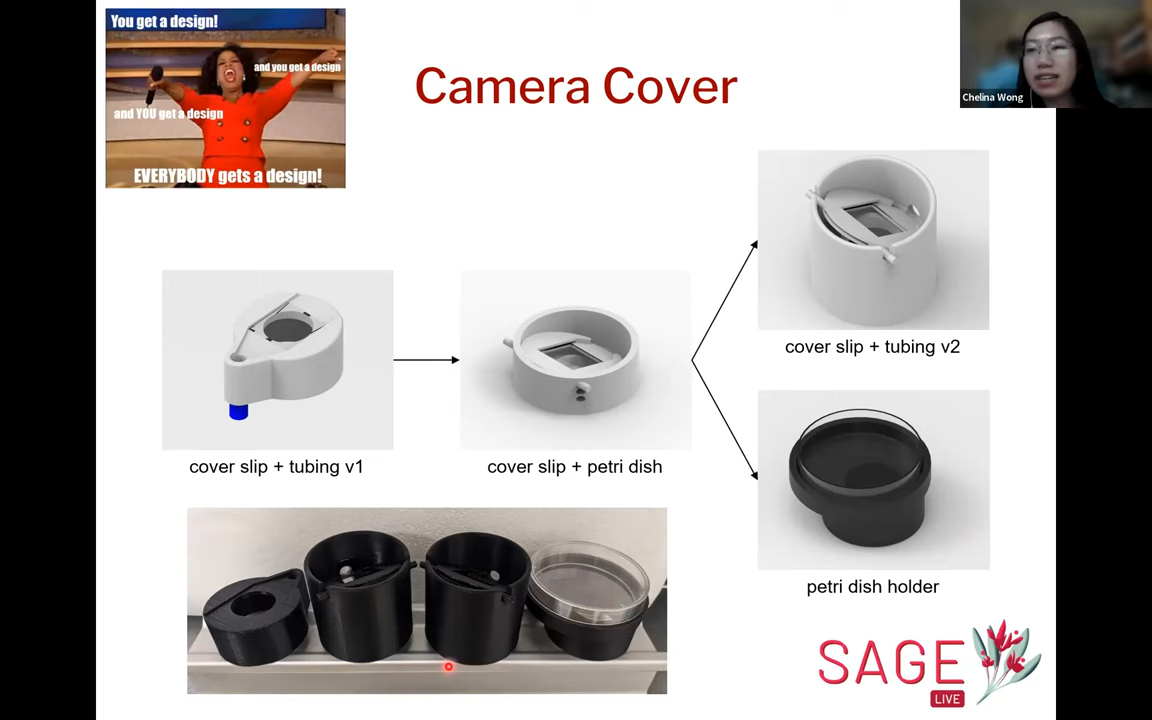 You get a design!
and you get a design
and YOU get a design
EVERYBODY gets a design!
Camera Cover
Chelina Wong
cover slip + tubing v1
cover slip + petri dish
cover slip + tubing v2
petri dish holder
SAGE
LIVE